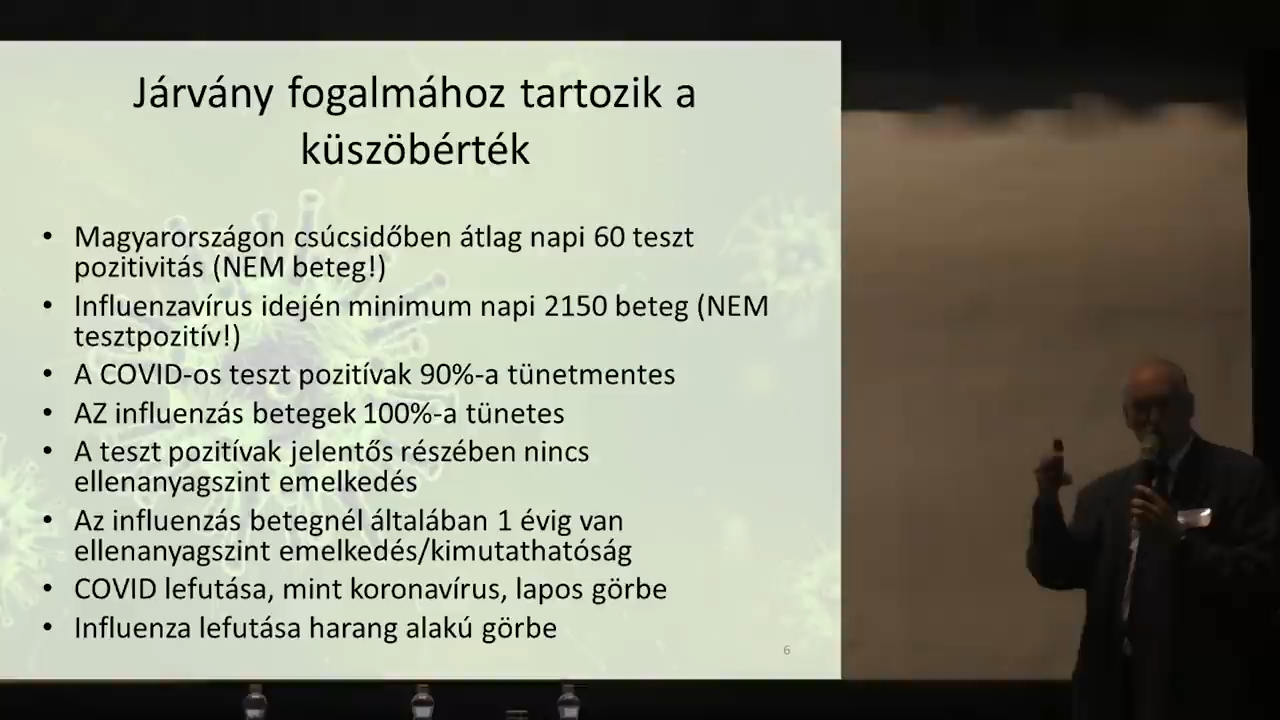 Járvány fogalmához tartozik a
küszöbérték
• Magyarországon csúcsidőben átlag napi 60 teszt
pozitivitás (NEM beteg!)
• Influenzavírus idején minimum napi 2150 beteg (NEM
tesztpozitív!)
• A COVID-os teszt pozitívak 90%-a tünetmentes
• AZ influenzás betegek 100%-a tünetes
• A teszt pozitívak jelentős részében nincs
ellenanyagszint emelkedés
• Az influenzás betegnél általában 1 évig van
ellenanyagszint emelkedés/kimutathatóság
• COVID lefutása, mint koronavírus, lapos görbe
• Influenza lefutása harang alakú görbe
6